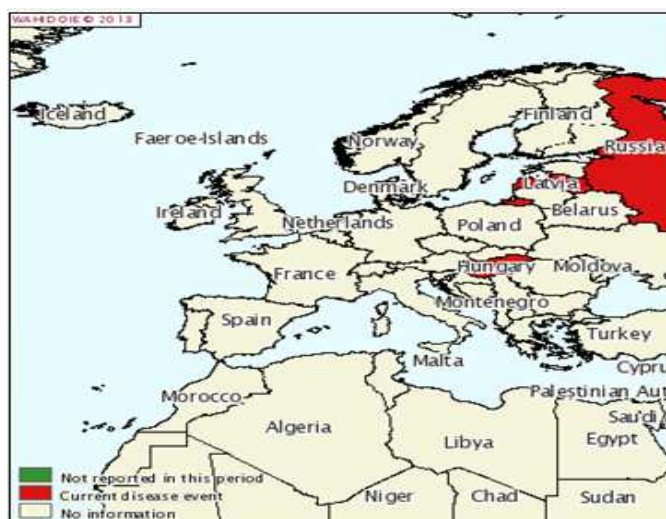 WAHID OIE © 2013
Iceland
Finland
Faeroe-Islands
Norway
Russia
Denmark
Latvia
Ireland
Netherlands
Poland
Belarus
France
Hungary
Moldova
Montenegro
Spain
Turkey
Malta
Cypru
Morocco
Palestinian Aut
Algeria
Saudi
Libya
Egypt
Not reported in this period
Current disease event
No information
Niger
Chad
Sudan